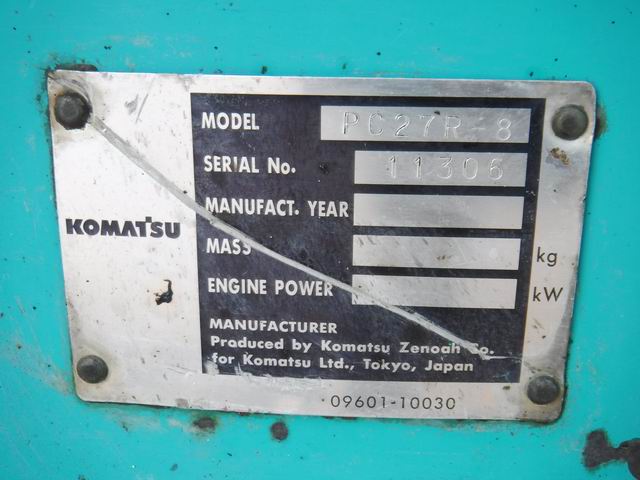 MODEL PC27R-8
SERIAL No. 11306
MANUFACT. YEAR
KOMATSU
MASS kg
ENGINE POWER kW
MANUFACTURER
Produced by Komatsu Zenoah Co.
for Komatsu Ltd., Tokyo, Japan
09601-10030